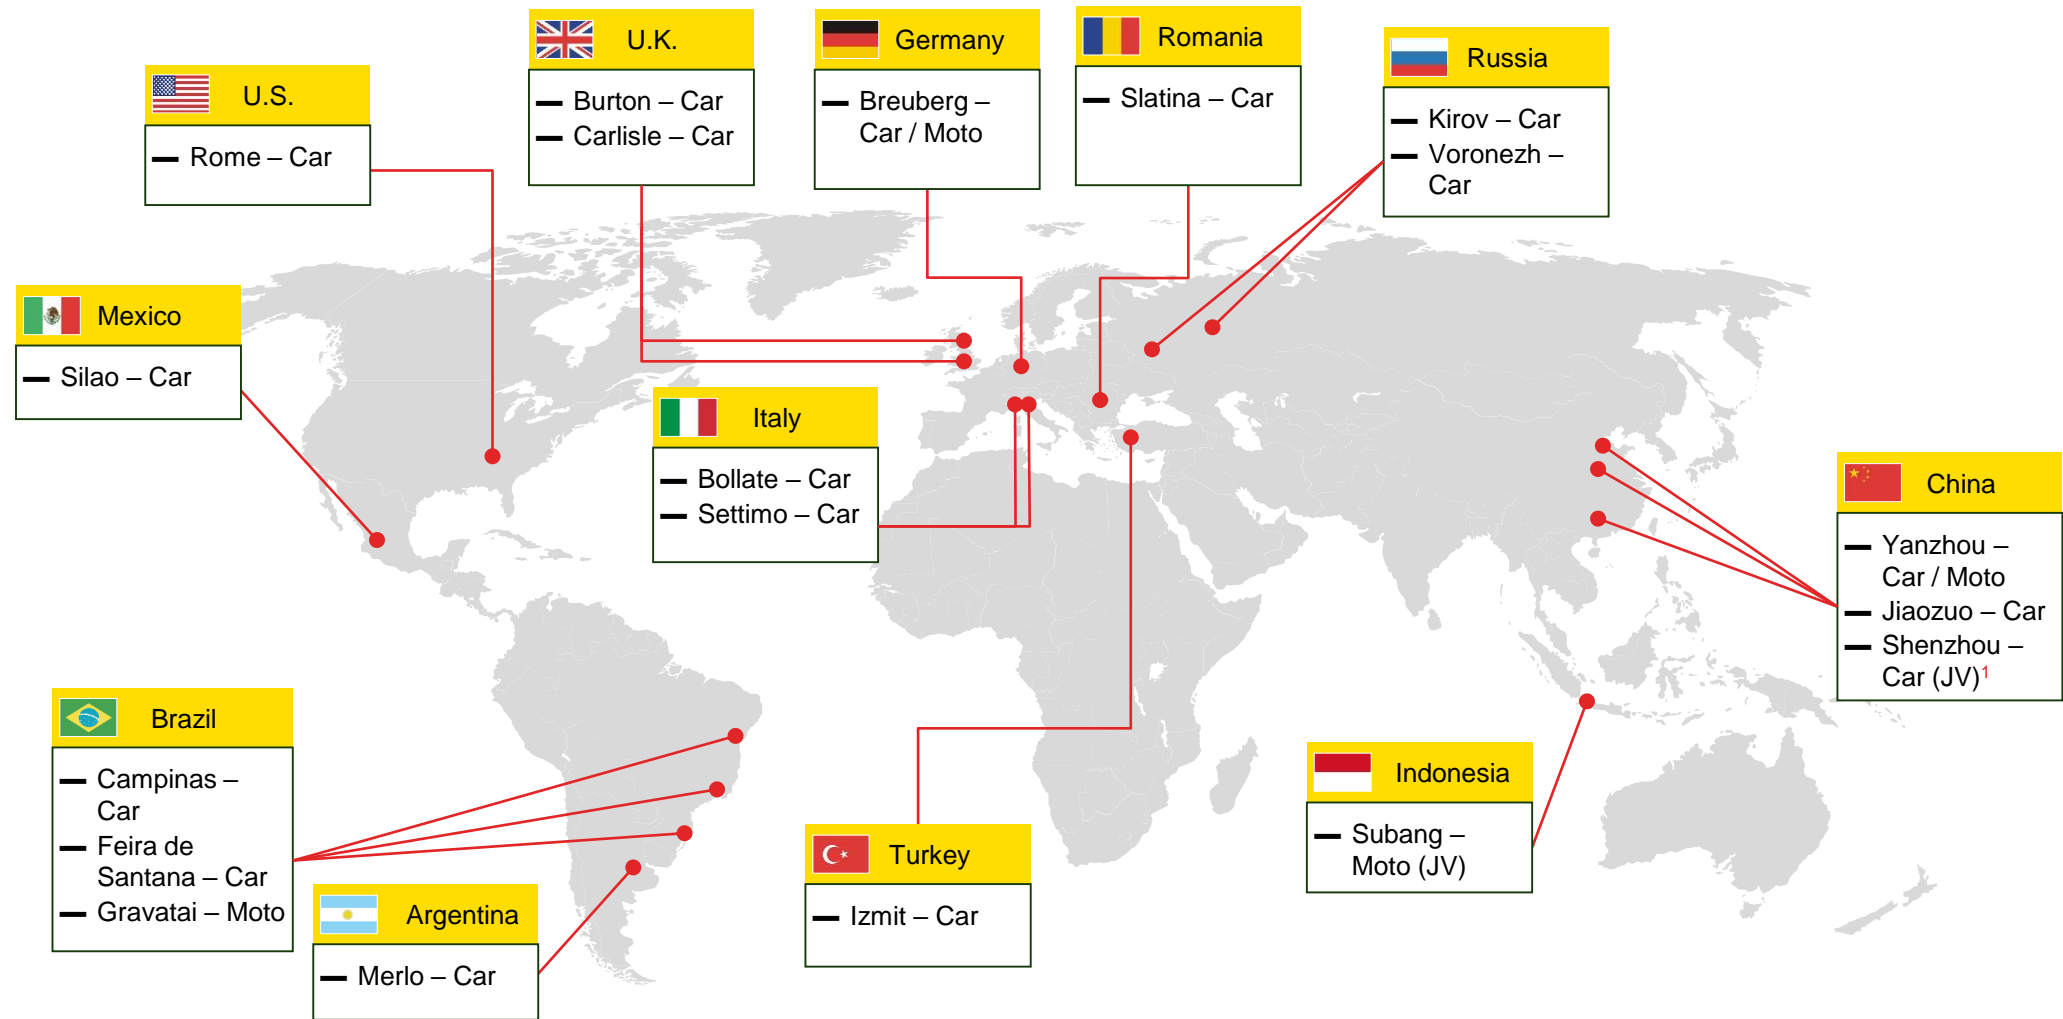 U.S.
— Rome – Car
U.K.
— Burton – Car
— Carlisle – Car
Germany
— Breuberg –
Car / Moto
Romania
— Slatina – Car
Russia
— Kirov – Car
— Voronezh –
Car
Mexico
— Silao – Car
Italy
— Bollate – Car
— Settimo – Car
China
— Yanzhou –
Car / Moto
— Jiaozuo – Car
— Shenzhou –
Car (JV)¹
Brazil
— Campinas –
Car
— Feira de
Santana – Car
— Gravatai – Moto
Argentina
— Merlo – Car
Turkey
— Izmit – Car
Indonesia
— Subang –
Moto (JV)